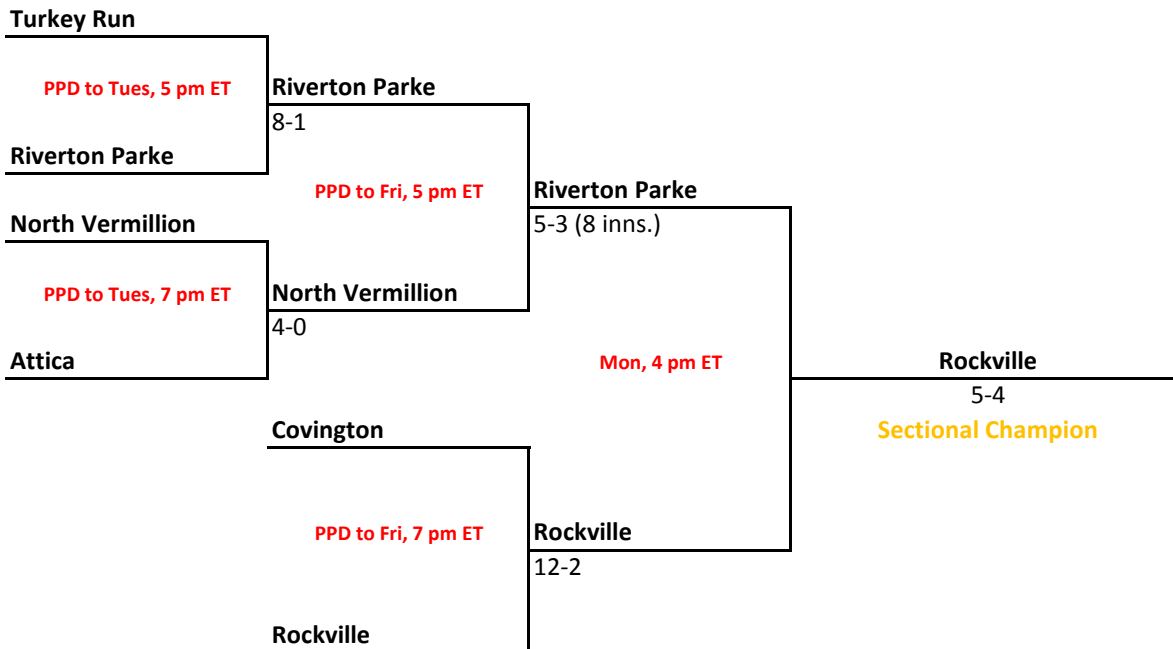 Turkey Run
PPD to Tues, 5 pm ET
Riverton Parke
8-1
Riverton Parke
PPD to Fri, 5 pm ET
Riverton Parke
5-3 (8 inns.)
North Vermillion
PPD to Tues, 7 pm ET
North Vermillion
4-0
Attica
Mon, 4 pm ET
Rockville
5-4
Sectional Champion
Covington
PPD to Fri, 7 pm ET
Rockville
12-2
Rockville